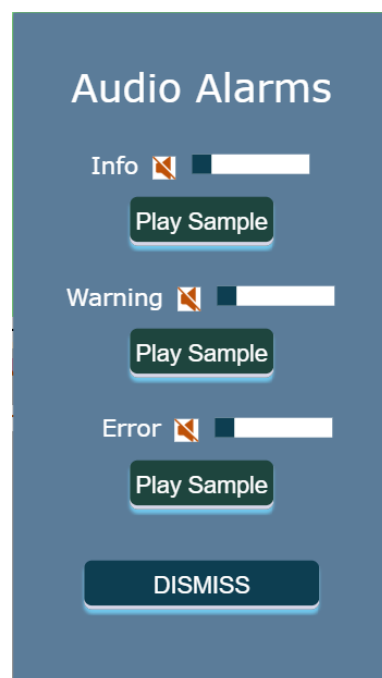 Audio Alarms
Info
Play Sample
Warning
Play Sample
Error
Play Sample
DISMISS